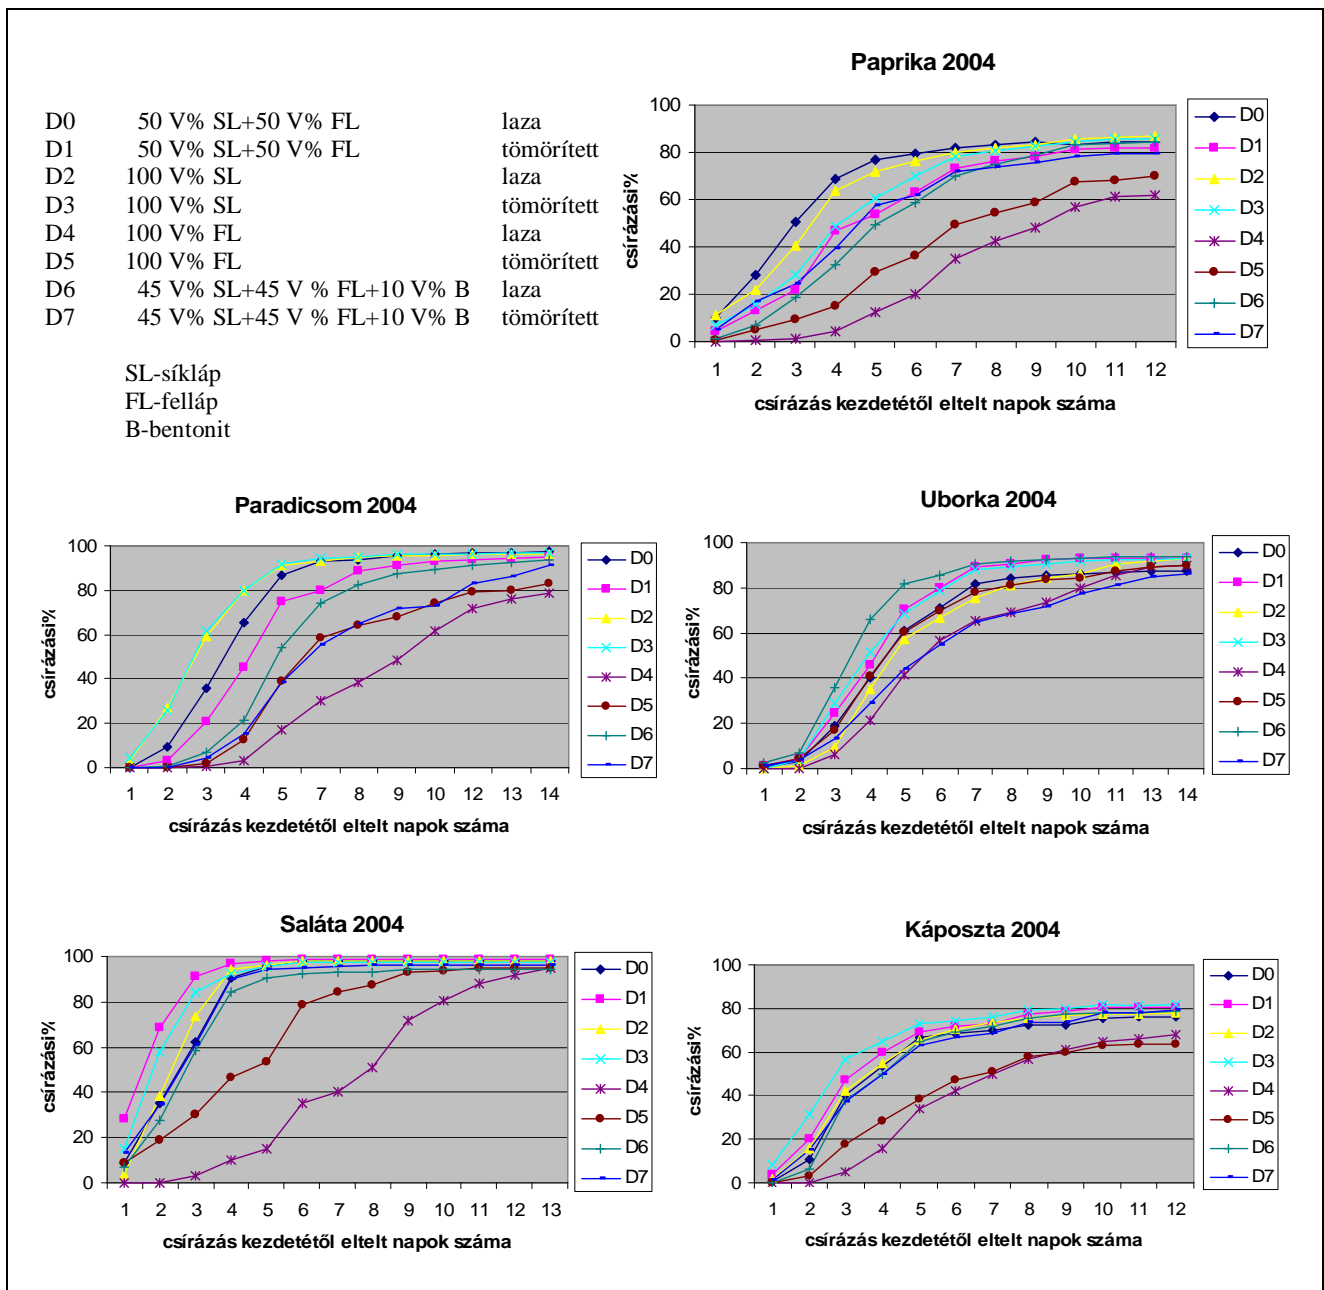 D0 50 V% SL+50 V% FL laza
D1 50 V% SL+50 V% FL tömörített
D2 100 V% SL laza
D3 100 V% SL tömörített
D4 100 V% FL laza
D5 100 V% FL tömörített
D6 45 V% SL+45 V % FL+10 V% B laza
D7 45 V% SL+45 V % FL+10 V% B tömörített
SL-síkláp
FL-felláp
B-bentonit
Paprika 2004
csírázási%
100
80
60
40
20
0
1 2 3 4 5 6 7 8 9 10 11 12
csírázás kezdetétől eltelt napok száma
D0
D1
D2
D3
D4
D5
D6
D7
Paradicsom 2004
csírázási%
100
80
60
40
20
0
1 2 3 4 5 7 8 9 10 12 13 14
csírázás kezdetétől eltelt napok száma
D0
D1
D2
D3
D4
D5
D6
D7
Uborka 2004
csírázási%
100
80
60
40
20
0
1 2 3 4 5 6 7 8 9 10 11 13 14
csírázás kezdetétől eltelt napok száma
D0
D1
D2
D3
D4
D5
D6
D7
Saláta 2004
csírázási%
100
80
60
40
20
0
1 2 3 4 5 6 7 8 9 10 11 12 13
csírázás kezdetétől eltelt napok száma
D0
D1
D2
D3
D4
D5
D6
D7
Káposzta 2004
csírázási%
100
80
60
40
20
0
1 2 3 4 5 6 7 8 9 10 11 12
csírázás kezdetétől eltelt napok száma
D0
D1
D2
D3
D4
D5
D6
D7